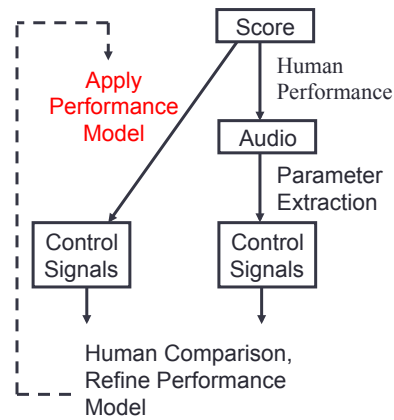 Score
Apply
Performance
Model
Human
Performance
Audio
Parameter
Extraction
Control
Signals
Control
Signals
Human Comparison,
Refine Performance
Model